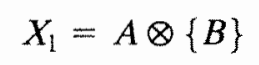 X₁ = A ⊗ {B}